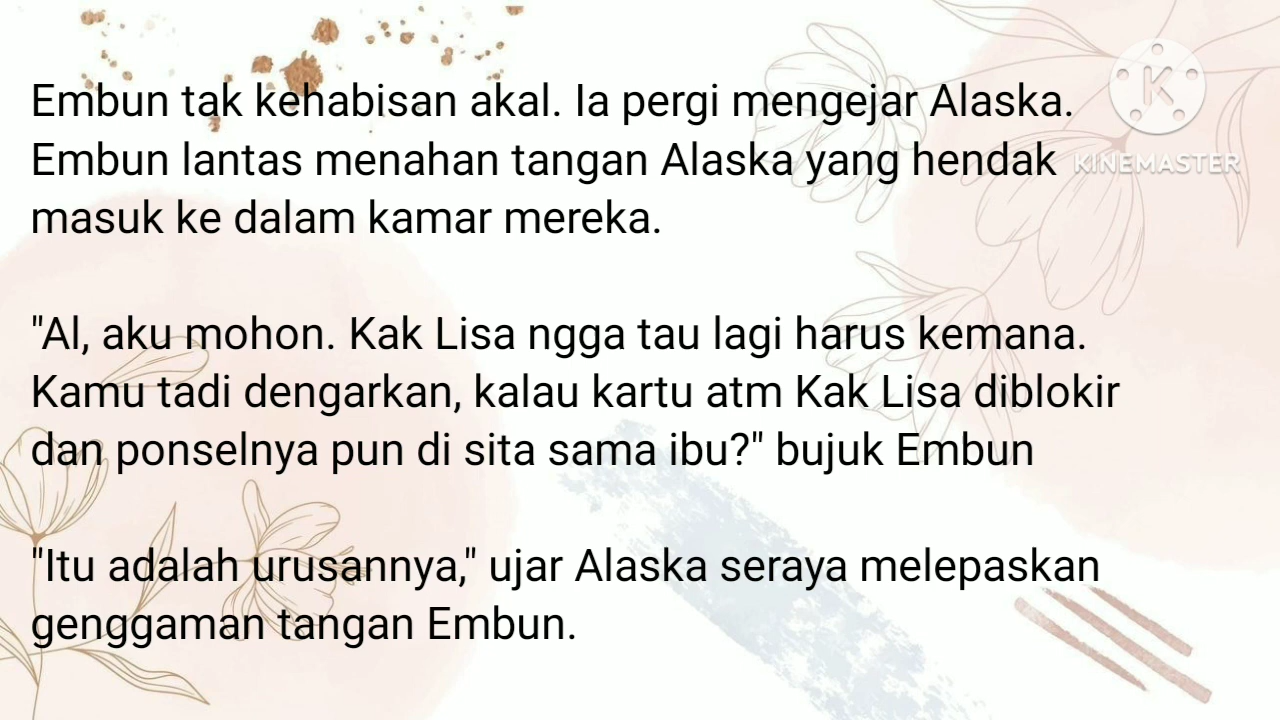 Embun tak kehabisan akal. Ia pergi mengejar Alaska.
Embun lantas menahan tangan Alaska yang hendak
masuk ke dalam kamar mereka.
"Al, aku mohon. Kak Lisa ngga tau lagi harus kemana.
Kamu tadi dengarkan, kalau kartu atm Kak Lisa diblokir
dan ponselnya pun di sita sama ibu?" bujuk Embun
"Itu adalah urusannya," ujar Alaska seraya melepaskan
genggaman tangan Embun.
K
KINEMASTER